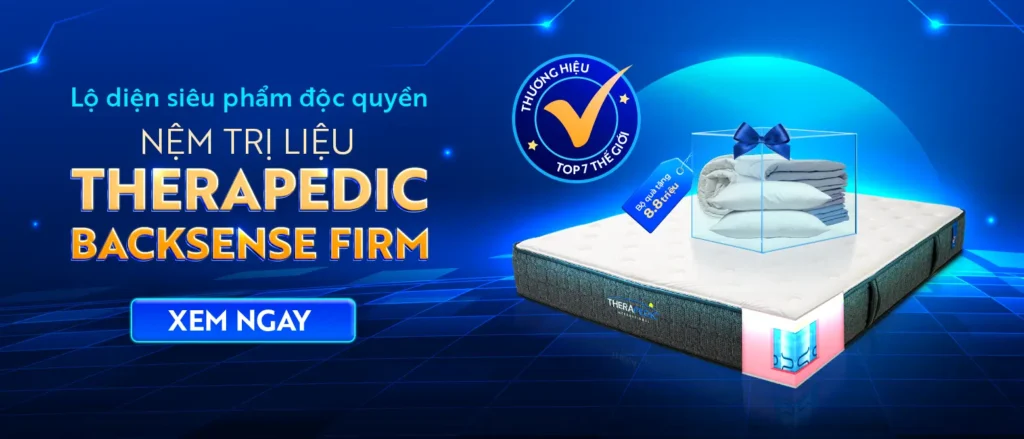 Lộ diện siêu phẩm độc quyền
NỆM TRỊ LIỆU
THERAPEDIC
BACKSENSE FIRM
XEM NGAY
THƯƠNG HIỆU
TOP 7 THẾ GIỚI
Bộ quà tặng
8.8 triệu
THERAPEDIC